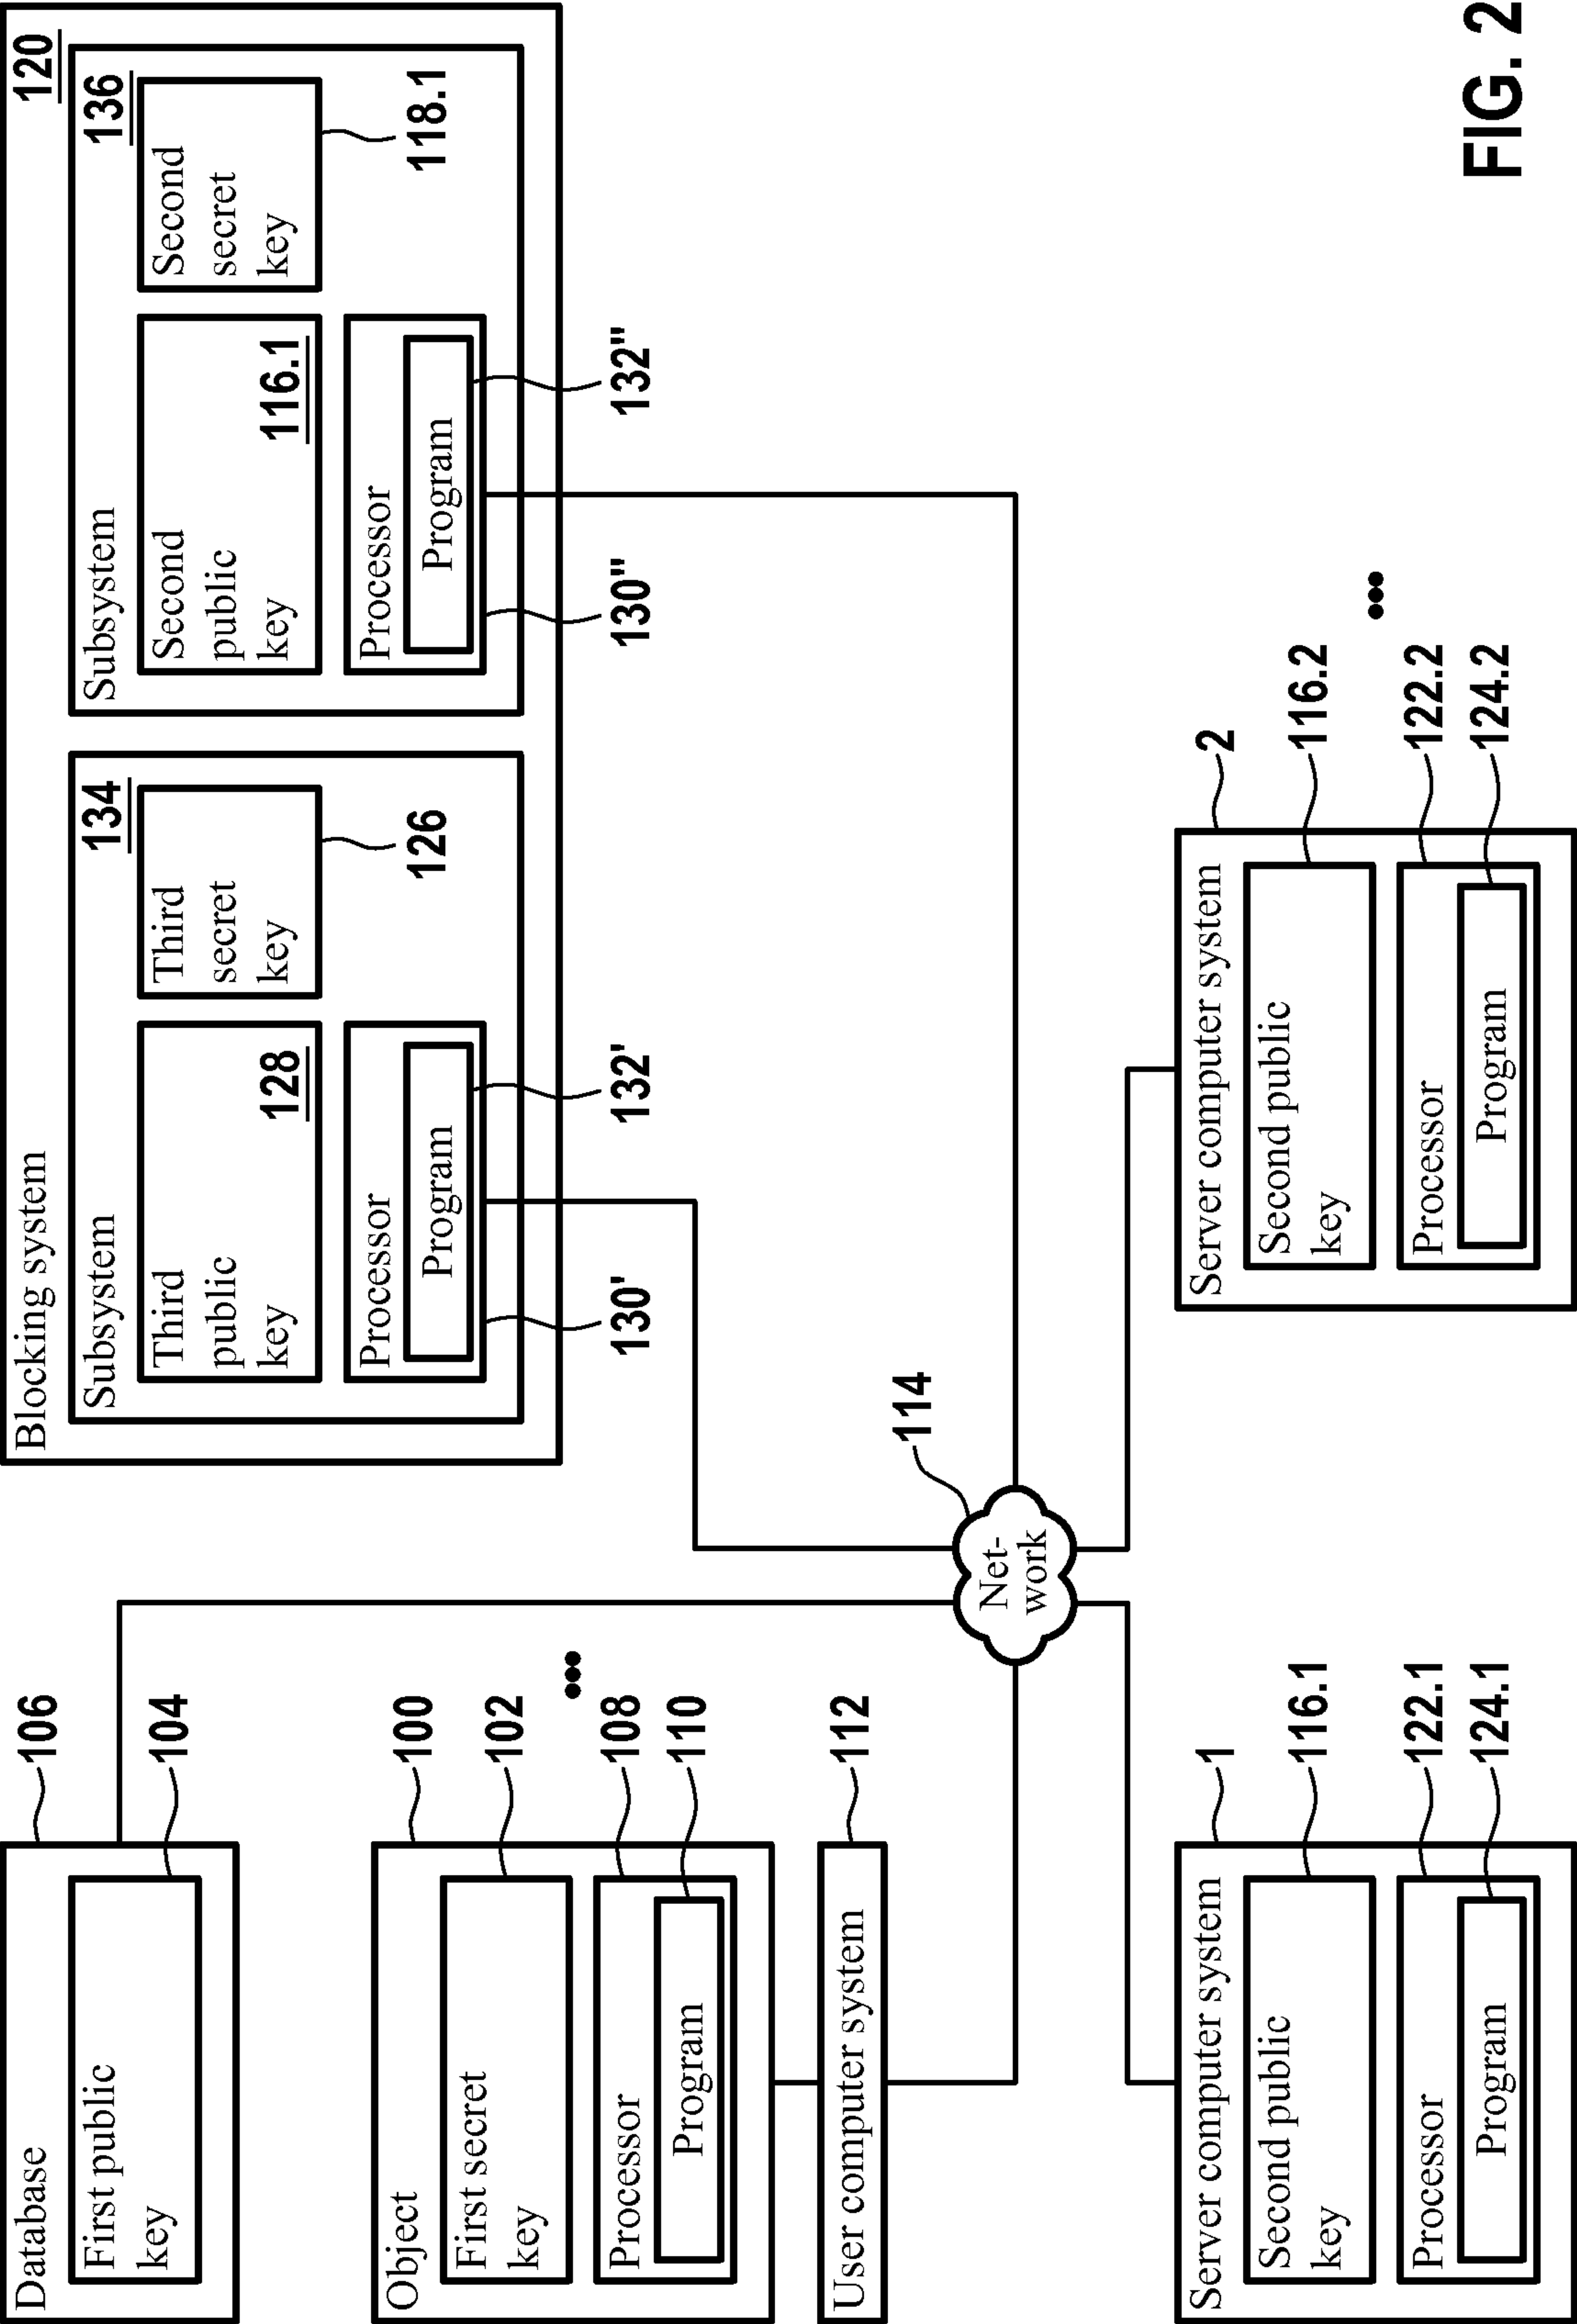 Database
106
First public
key
104
Object
100
First secret
key
102
Processor
108
Program
110
User computer system
112
Blocking system
120
Subsystem
134
Third
public
key
128
Third
secret
key
126
Processor
Program
130'
132'
Subsystem
136
Second
public
key
116.1
Second
secret
key
118.1
Processor
Program
130"
132"
Net-
work
114
Server computer system
1
Second public
key
116.1
Processor
122.1
Program
124.1
Server computer system
2
Second public
key
116.2
Processor
122.2
Program
124.2
FIG. 2